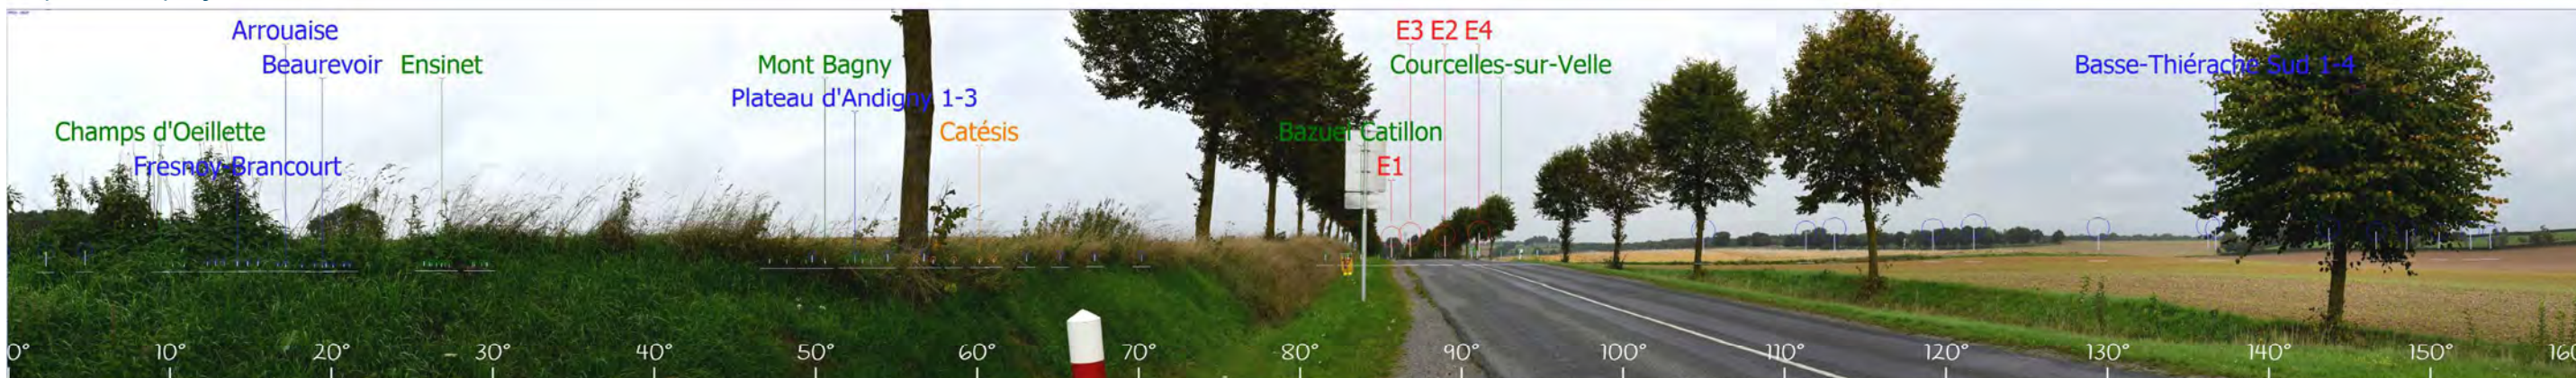 Arrouaise
E3 E2 E4
Beaurevoir Ensinet
Mont Bagny
Courcelles-sur-Velle
Basse-Thiérache Sud 1-4
Plateau d'Andigny 1-3
Champs d'Oeillette
Catésis
Bazuel Catillon
Fresnoy-Brancourt
E1
0° 10° 20° 30° 40° 50° 60° 70° 80° 90° 100° 110° 120° 130° 140° 150°